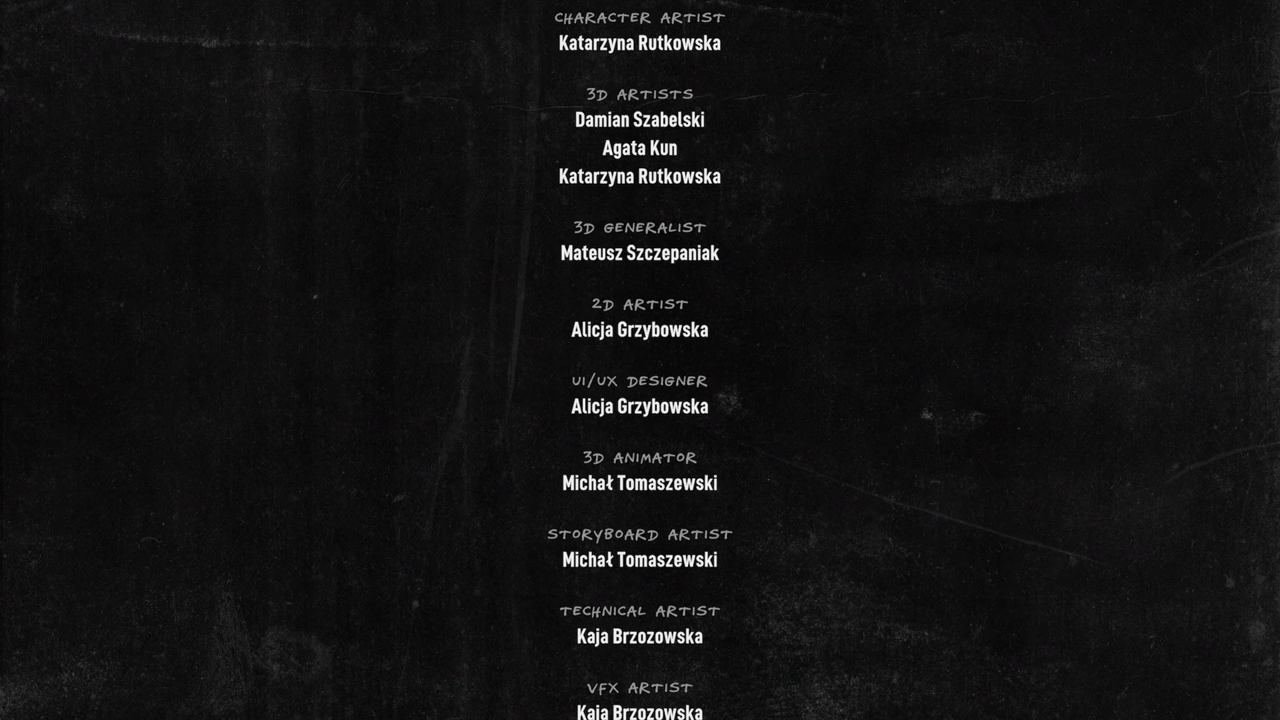 CHARACTER ARTIST
Katarzyna Rutkowska
3D ARTISTS
Damian Szabelski
Agata Kun
Katarzyna Rutkowska
3D GENERALIST
Mateusz Szczepaniak
2D ARTIST
Alicja Grzybowska
UI/UX DESIGNER
Alicja Grzybowska
3D ANIMATOR
Michał Tomaszewski
STORYBOARD ARTIST
Michał Tomaszewski
TECHNICAL ARTIST
Kaja Brzozowska
VFX ARTIST
Kaja Brzozowska